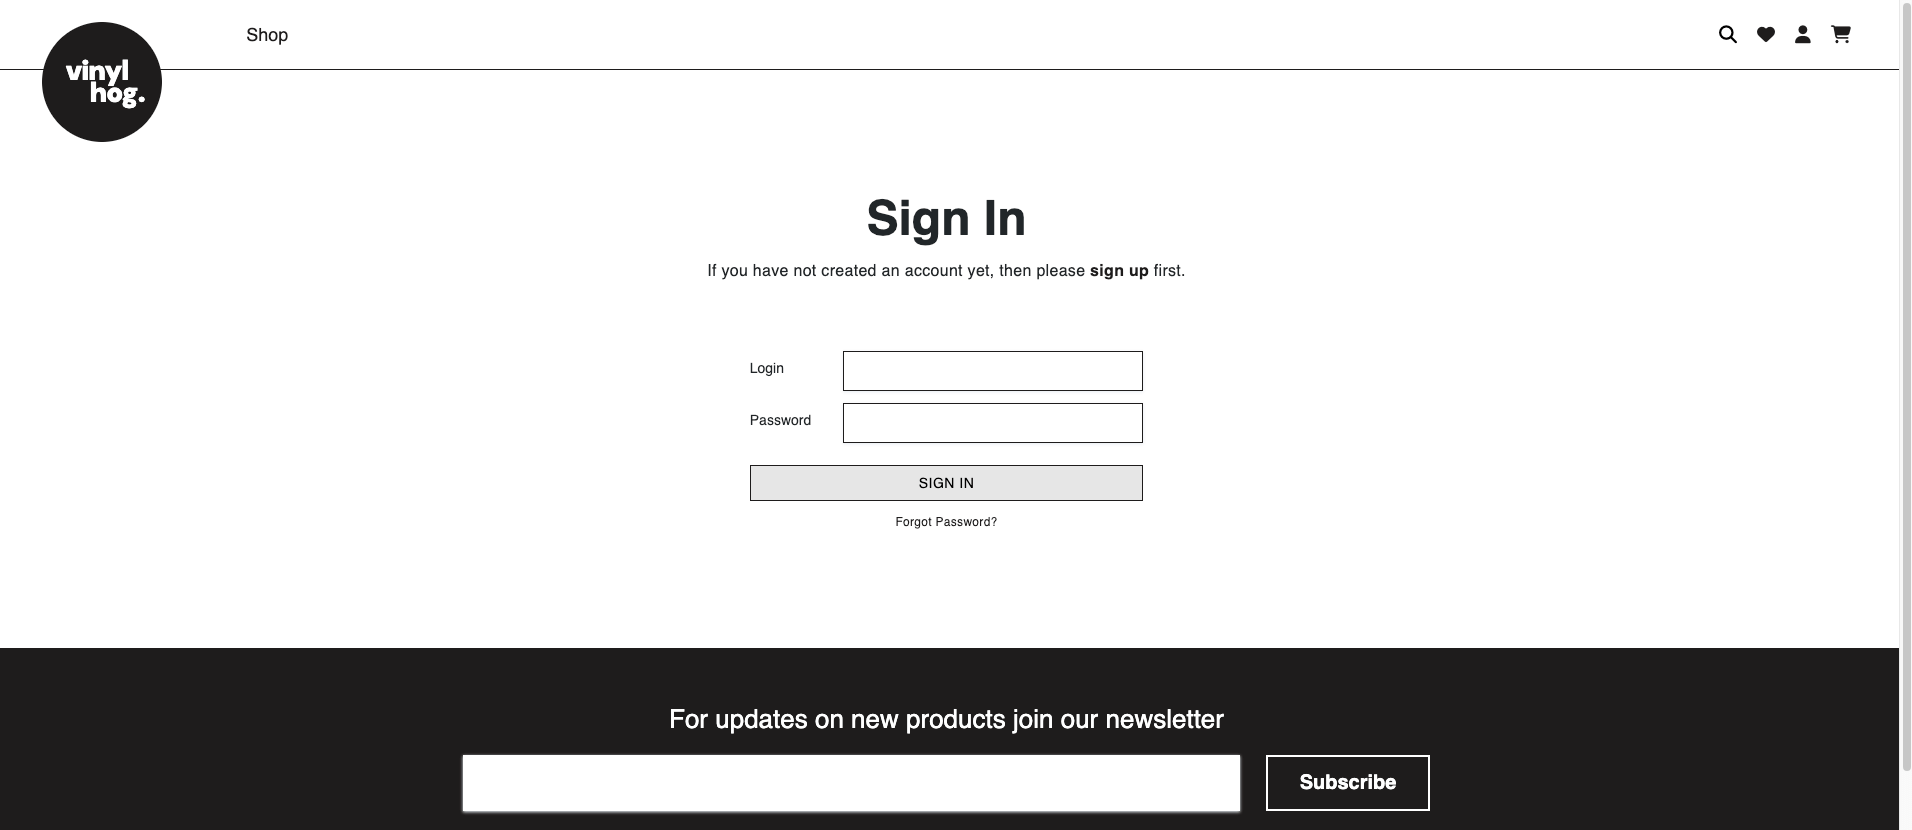 Shop
vinyl
hog.
Sign In
If you have not created an account yet, then please sign up first.
Login
Password
SIGN IN
Forgot Password?
For updates on new products join our newsletter
Subscribe